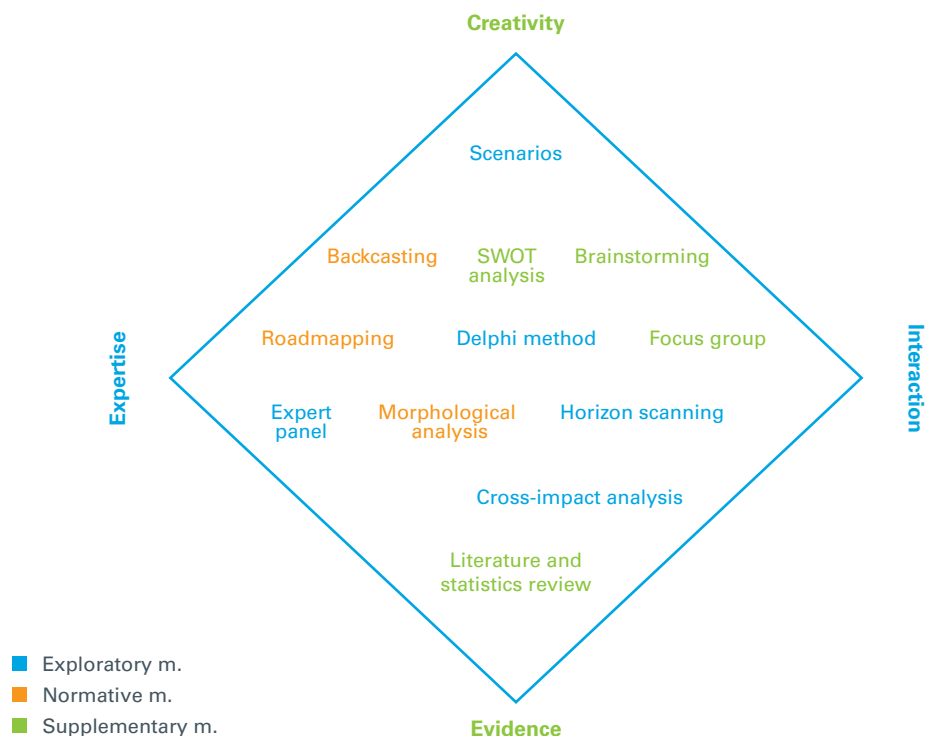 Creativity
Scenarios
Backcasting
SWOT
analysis
Brainstorming
Roadmapping
Delphi method
Focus group
Expertise
Interaction
Expert
panel
Morphological
analysis
Horizon scanning
Cross-impact analysis
Literature and
statistics review
Exploratory m.
Normative m.
Supplementary m.
Evidence